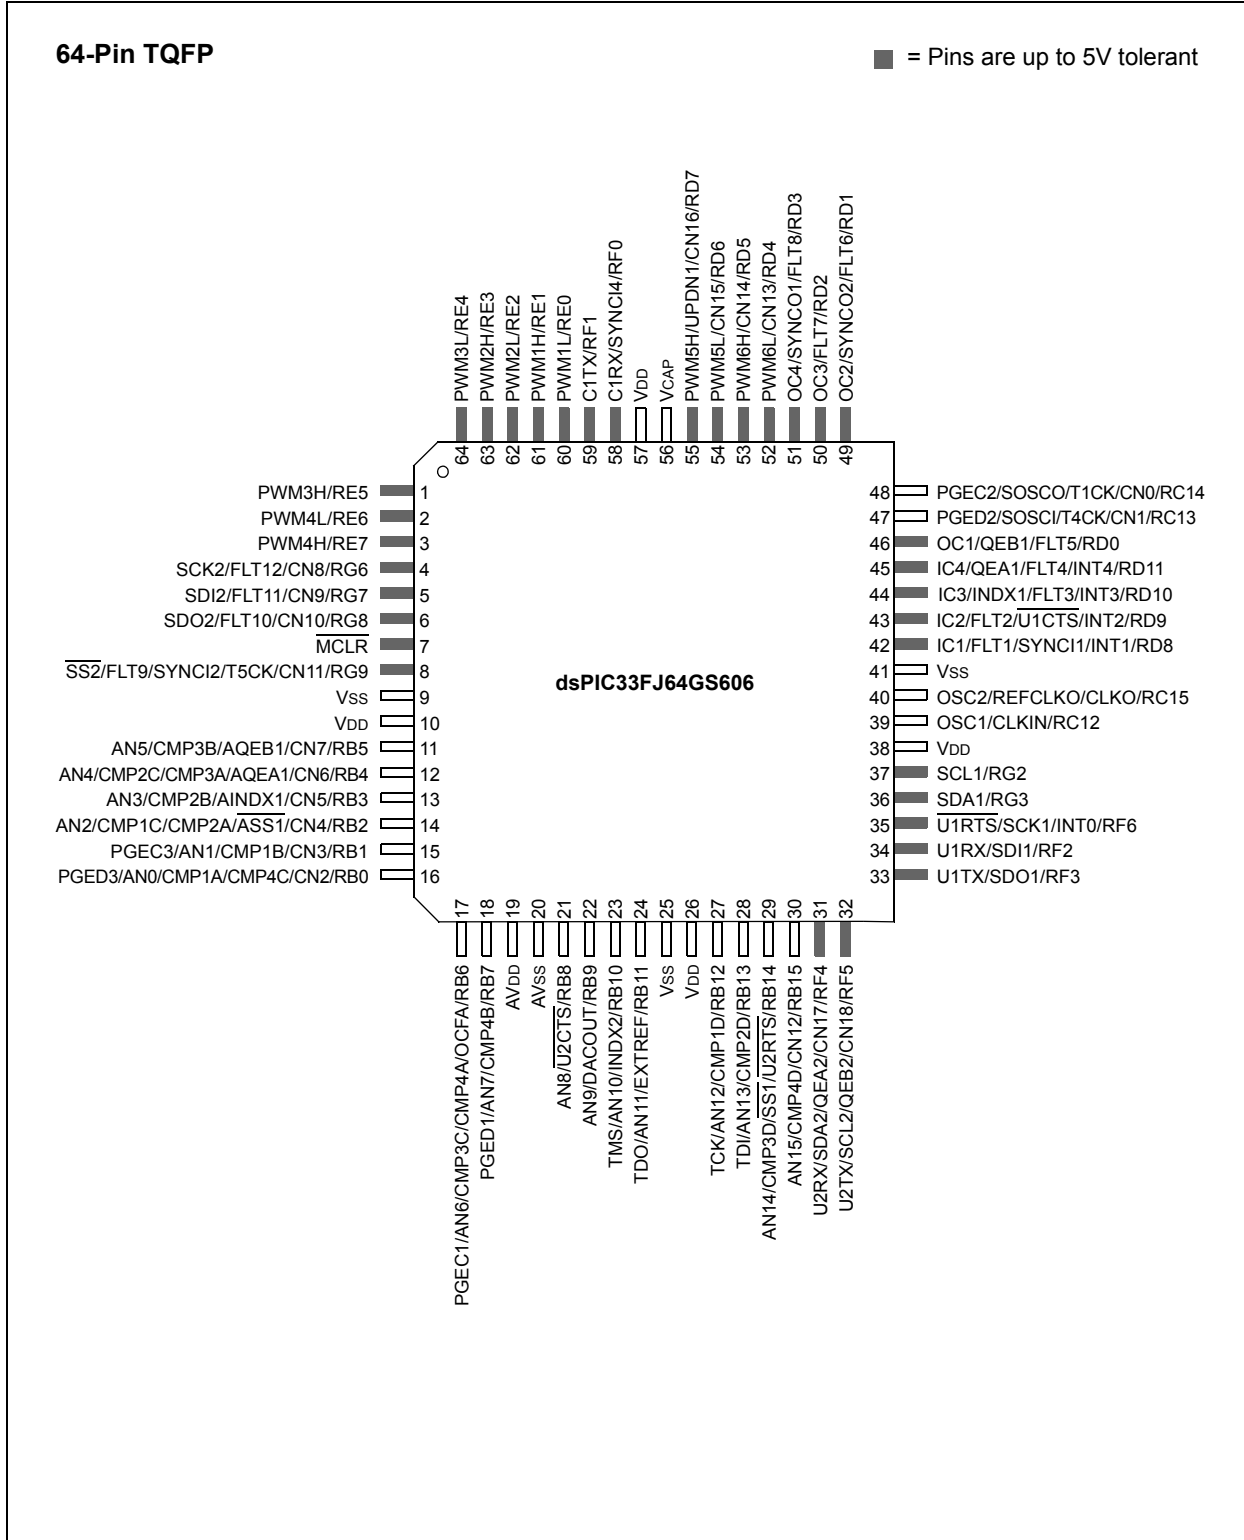 64-Pin TQFP
= Pins are up to 5V tolerant
PWM3L/RE4
PWM2H/RE3
PWM2L/RE2
PWM1H/RE1
PWM1L/RE0
C1TX/RF1
C1RX/SYNCI4/RF0
VDD
VCAP
PWM5H/UPDN1/CN16/RD7
PWM5L/CN15/RD6
PWM6H/CN14/RD5
PWM6L/CN13/RD4
OC4/SYNCO1/FLT8/RD3
OC3/FLT7/RD2
OC2/SYNCO2/FLT6/RD1
64 63 62 61 60 59 58 57 56 55 54 53 52 51 50 49
PWM3H/RE5 1
PWM4L/RE6 2
PWM4H/RE7 3
SCK2/FLT12/CN8/RG6 4
SDI2/FLT11/CN9/RG7 5
SDO2/FLT10/CN10/RG8 6
MCLR 7
SS2/FLT9/SYNCI2/T5CK/CN11/RG9 8
VSS 9
VDD 10
AN5/CMP3B/AQEB1/CN7/RB5 11
AN4/CMP2C/CMP3A/AQEA1/CN6/RB4 12
AN3/CMP2B/AINDX1/CN5/RB3 13
AN2/CMP1C/CMP2A/ASS1/CN4/RB2 14
PGEC3/AN1/CMP1B/CN3/RB1 15
PGED3/AN0/CMP1A/CMP4C/CN2/RB0 16
dsPIC33FJ64GS606
48 PGEC2/SOSCO/T1CK/CN0/RC14
47 PGED2/SOSCI/T4CK/CN1/RC13
46 OC1/QEB1/FLT5/RD0
45 IC4/QEA1/FLT4/INT4/RD11
44 IC3/INDX1/FLT3/INT3/RD10
43 IC2/FLT2/U1CTS/INT2/RD9
42 IC1/FLT1/SYNCI1/INT1/RD8
41 VSS
40 OSC2/REFCLKO/CLKO/RC15
39 OSC1/CLKIN/RC12
38 VDD
37 SCL1/RG2
36 SDA1/RG3
35 U1RTS/SCK1/INT0/RF6
34 U1RX/SDI1/RF2
33 U1TX/SDO1/RF3
17 18 19 20 21 22 23 24 25 26 27 28 29 30 31 32
PGEC1/AN6/CMP3C/CMP4A/OCFA/RB6
PGED1/AN7/CMP4B/RB7
AVDD
AVSS
AN8/U2CTS/RB8
AN9/DACOUT/RB9
TMS/AN10/INDX2/RB10
TDO/AN11/EXTREF/RB11
VSS
VDD
TCK/AN12/CMP1D/RB12
TDI/AN13/CMP2D/RB13
AN14/CMP3D/SS1/U2RTS/RB14
AN15/CMP4D/CN12/RB15
U2RX/SDA2/QEA2/CN17/RF4
U2TX/SCL2/QEB2/CN18/RF5